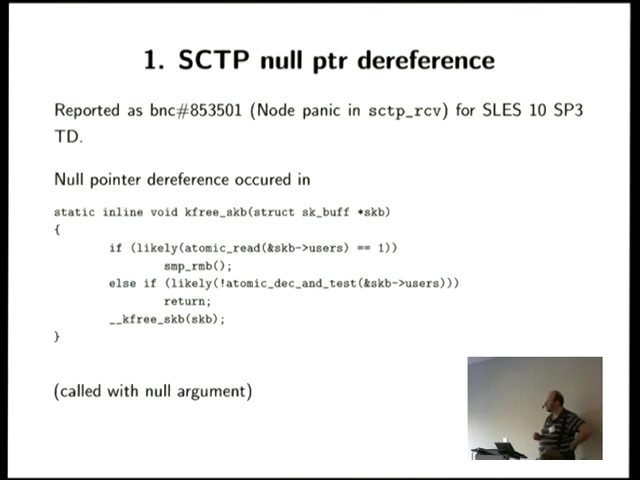 1. SCTP null ptr dereference
Reported as bnc#853501 (Node panic in sctp_rcv) for SLES 10 SP3
TD.
Null pointer dereference occured in
static inline void kfree_skb(struct sk_buff *skb)
{
if (likely(atomic_read(&skb->users) == 1))
smp_rmb();
else if (likely(!atomic_dec_and_test(&skb->users)))
return;
__kfree_skb(skb);
}
(called with null argument)